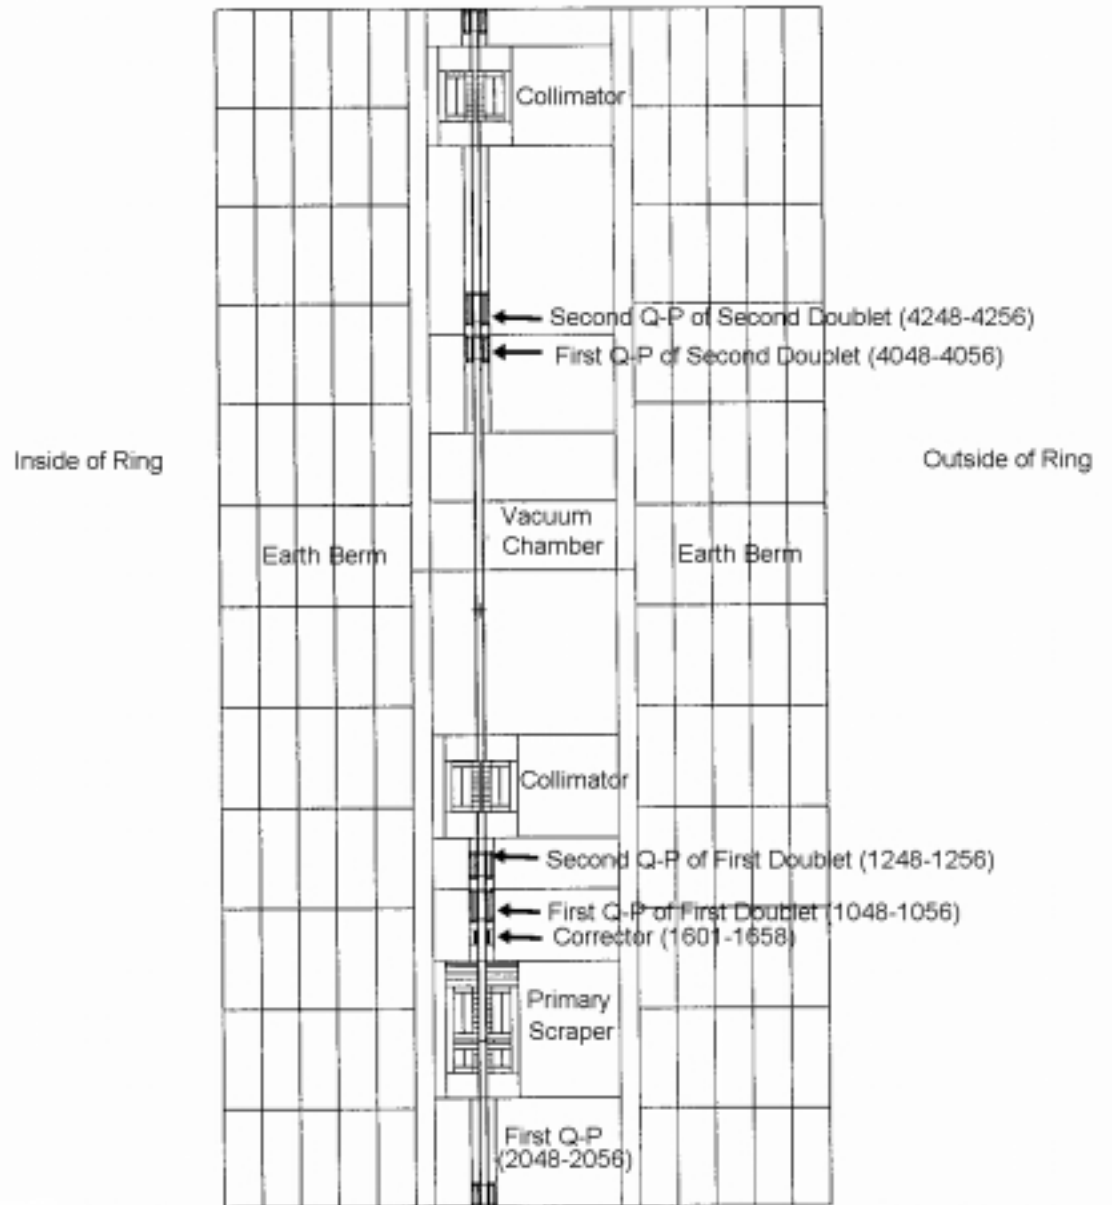 Collimator
Second Q-P of Second Doublet (4248-4256)
First Q-P of Second Doublet (4048-4056)
Inside of Ring
Outside of Ring
Vacuum
Chamber
Earth Berm
Earth Berm
Collimator
Second Q-P of First Doublet (1248-1256)
First Q-P of First Doublet (1048-1056)
Corrector (1601-1658)
Primary
Scraper
First Q-P
(2048-2056)